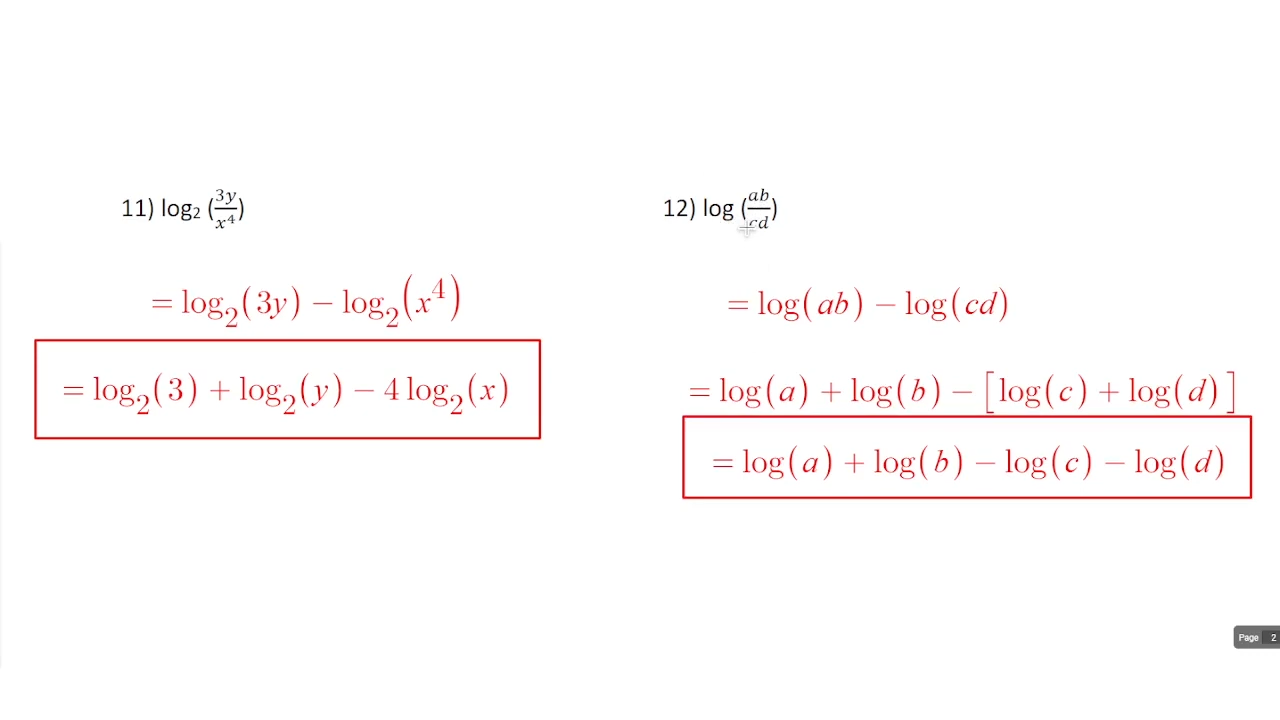 11) log₂ (3y/x⁴)
= log₂(3y) − log₂(x⁴)
= log₂(3) + log₂(y) − 4 log₂(x)
12) log (ab/cd)
= log(ab) − log(cd)
= log(a) + log(b) − [log(c) + log(d)]
= log(a) + log(b) − log(c) − log(d)
Page 2